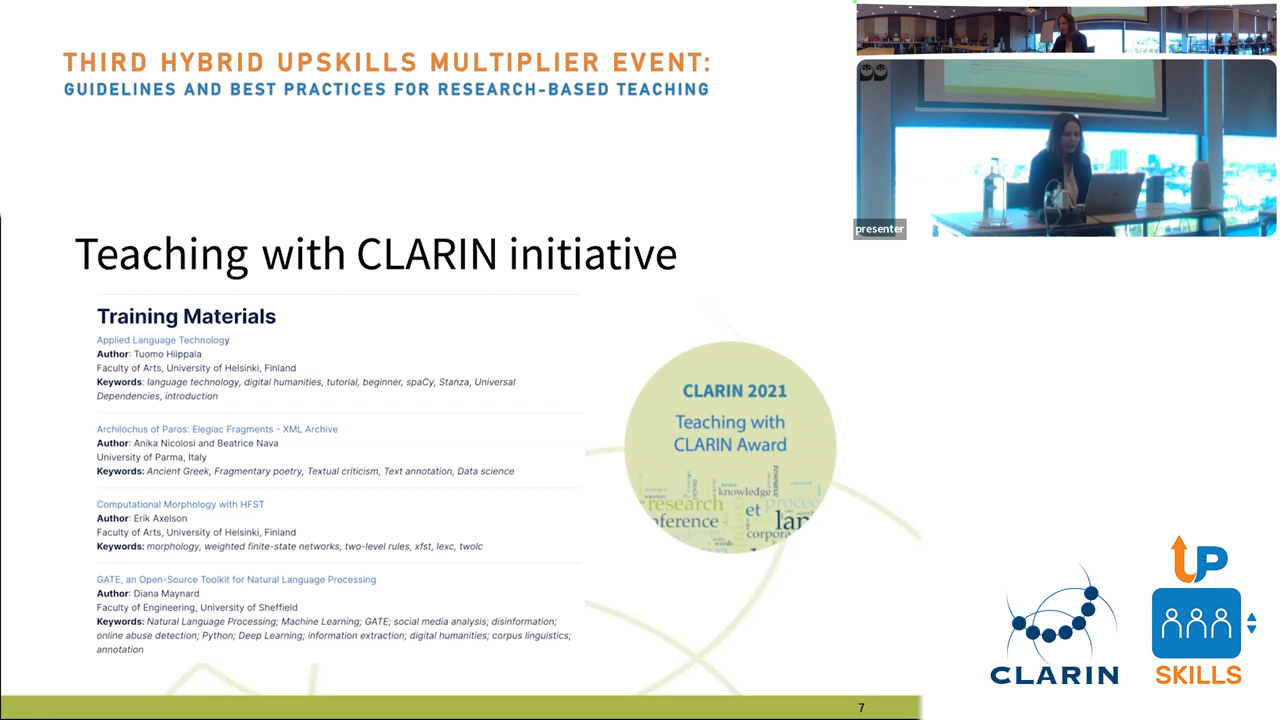 THIRD HYBRID UPSKILLS MULTIPLIER EVENT:
GUIDELINES AND BEST PRACTICES FOR RESEARCH-BASED TEACHING
presenter
Teaching with CLARIN initiative
Training Materials
Applied Language Technology
Author: Tuomo Hiippala
Faculty of Arts, University of Helsinki, Finland
Keywords: language technology, digital humanities, tutorial, beginner, spaCy, Stanza, Universal
Dependencies, introduction
Archilochus of Paros: Elegiac Fragments - XML Archive
Author: Anika Nicolosi and Beatrice Nava
University of Parma, Italy
Keywords: Ancient Greek, Fragmentary poetry, Textual criticism, Text annotation, Data science
Computational Morphology with HFST
Author: Erik Axelson
Faculty of Arts, University of Helsinki, Finland
Keywords: morphology, weighted finite-state networks, two-level rules, xfst, lexc, twolc
GATE, an Open-Source Toolkit for Natural Language Processing
Author: Diana Maynard
Faculty of Engineering, University of Sheffield
Keywords: Natural Language Processing; Machine Learning; GATE; social media analysis; disinformation;
online abuse detection; Python; Deep Learning; information extraction; digital humanities; corpus linguistics;
annotation
CLARIN 2021
Teaching with
CLARIN Award
knowledge
research
et
CLARIN
UP
SKILLS
7